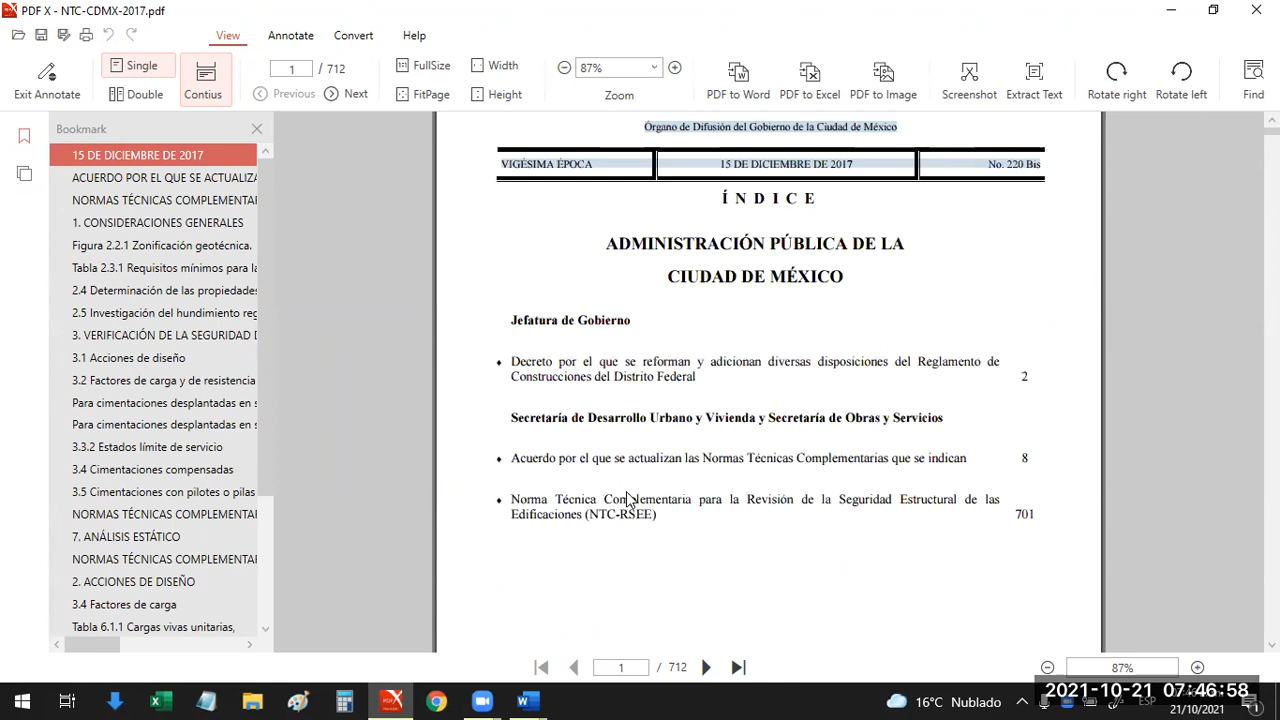 PDF X - NTC-CDMX-2017.pdf
View Annotate Convert Help
Exit Annotate
Single
Double
Contius
1 / 712
Previous Next
FullSize
FitPage
Width
Height
87%
Zoom
PDF to Word
PDF to Excel
PDF to Image
Screenshot
Extract Text
Rotate right
Rotate left
Find
Bookmark
15 DE DICIEMBRE DE 2017
ACUERDO POR EL QUE SE ACTUALIZA
NORMAS TÉCNICAS COMPLEMENTAR
1. CONSIDERACIONES GENERALES
Figura 2.2.1 Zonificación geotécnica.
Tabla 2.3.1 Requisitos mínimos para la
2.4 Determinación de las propiedades
2.5 Investigación del hundimiento reg
3. VERIFICACIÓN DE LA SEGURIDAD D
3.1 Acciones de diseño
3.2 Factores de carga y de resistencia
Para cimentaciones desplantadas en s
Para cimentaciones desplantadas en s
3.3.2 Estados límite de servicio
3.4 Cimentaciones compensadas
3.5 Cimentaciones con pilotes o pilas
NORMAS TÉCNICAS COMPLEMENTAR
7. ANÁLISIS ESTÁTICO
NORMAS TÉCNICAS COMPLEMENTAR
2. ACCIONES DE DISEÑO
3.4 Factores de carga
Tabla 6.1.1 Cargas vivas unitarias,
Órgano de Difusión del Gobierno de la Ciudad de México
VIGÉSIMA ÉPOCA 15 DE DICIEMBRE DE 2017 No. 220 Bis
Í N D I C E
ADMINISTRACIÓN PÚBLICA DE LA
CIUDAD DE MÉXICO
Jefatura de Gobierno
♦ Decreto por el que se reforman y adicionan diversas disposiciones del Reglamento de
Construcciones del Distrito Federal 2
Secretaría de Desarrollo Urbano y Vivienda y Secretaría de Obras y Servicios
♦ Acuerdo por el que se actualizan las Normas Técnicas Complementarias que se indican 8
♦ Norma Técnica Complementaria para la Revisión de la Seguridad Estructural de las
Edificaciones (NTC-RSEE) 701
1 / 712
87%
16°C Nublado
ESP
2021-10-21 07:46:58
21/10/2021